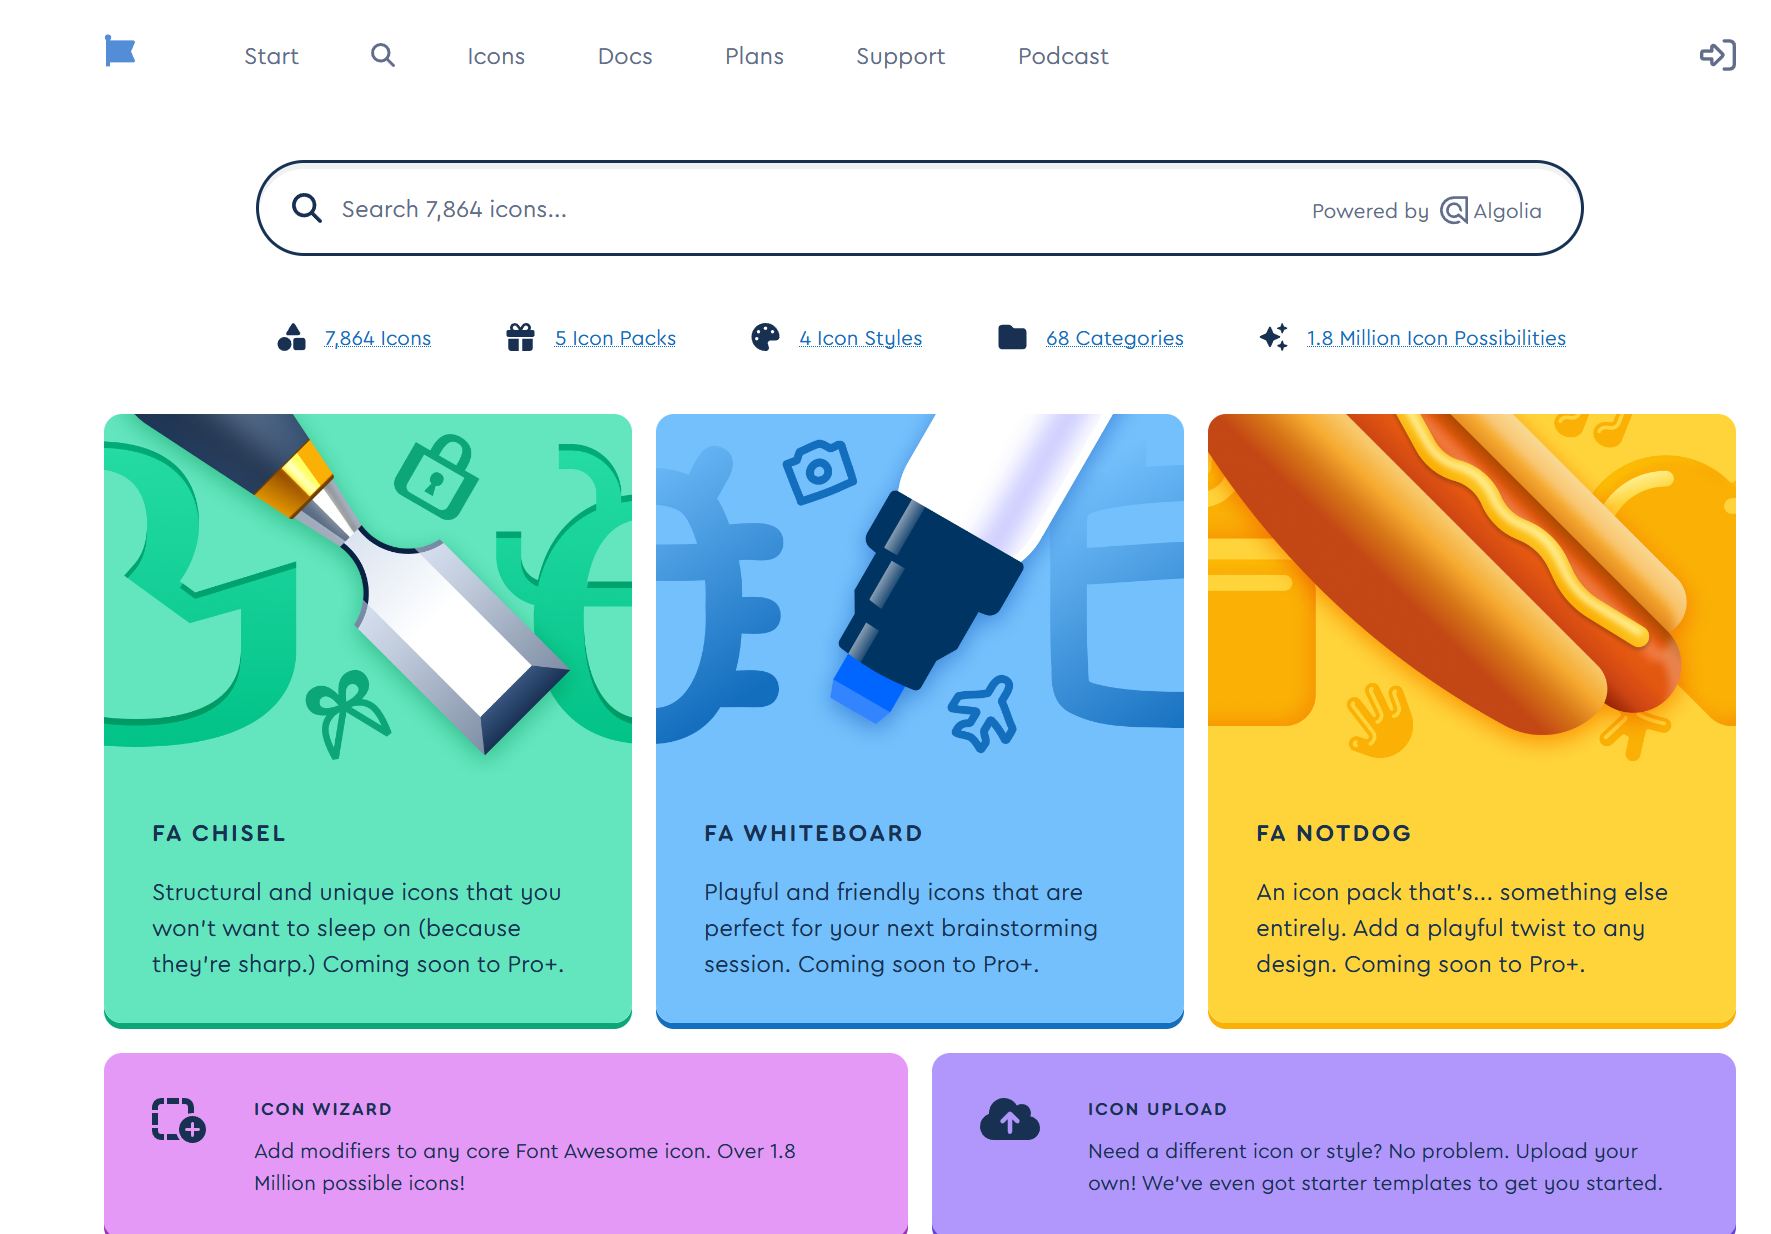 Start
Icons
Docs
Plans
Support
Podcast
Search 7,864 icons...
Powered by Algolia
7,864 Icons
5 Icon Packs
4 Icon Styles
68 Categories
1.8 Million Icon Possibilities
FA CHISEL
Structural and unique icons that you
won't want to sleep on (because
they're sharp.) Coming soon to Pro+.
FA WHITEBOARD
Playful and friendly icons that are
perfect for your next brainstorming
session. Coming soon to Pro+.
FA NOTDOG
An icon pack that's... something else
entirely. Add a playful twist to any
design. Coming soon to Pro+.
ICON WIZARD
Add modifiers to any core Font Awesome icon. Over 1.8
Million possible icons!
ICON UPLOAD
Need a different icon or style? No problem. Upload your
own! We've even got starter templates to get you started.